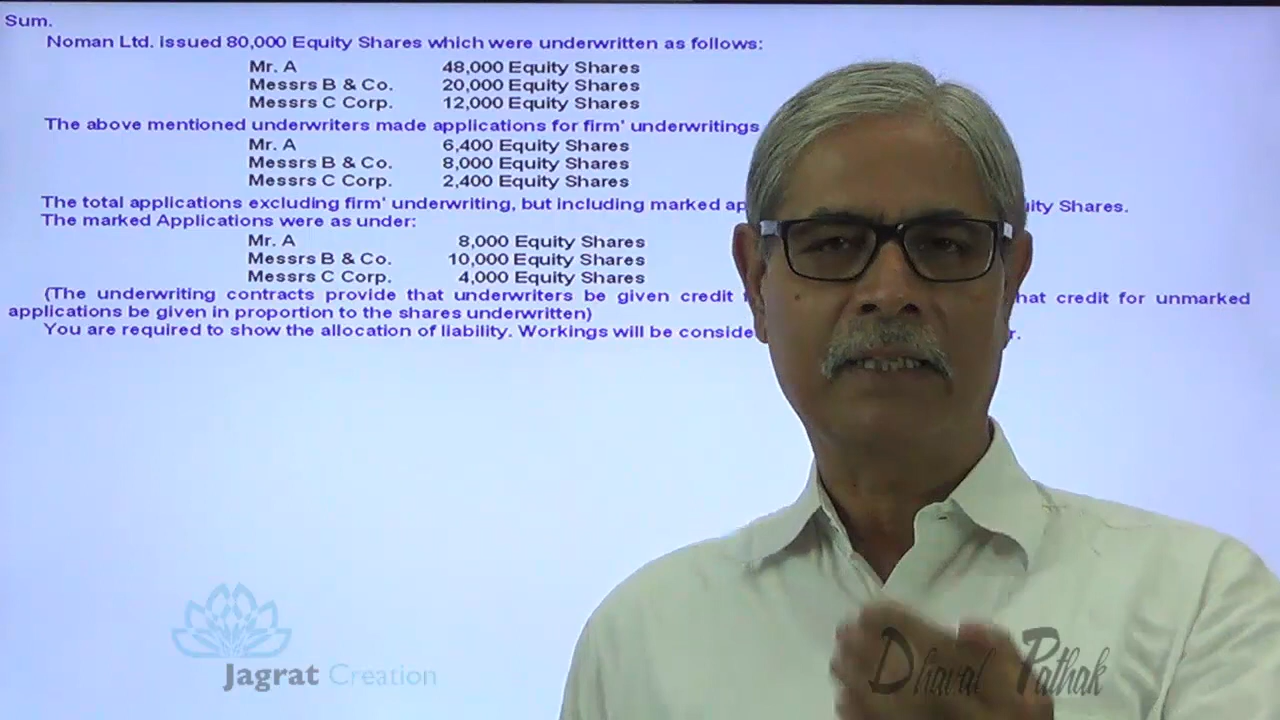 Sum.
Noman Ltd. issued 80,000 Equity Shares which were underwritten as follows:
Mr. A 48,000 Equity Shares
Messrs B & Co. 20,000 Equity Shares
Messrs C Corp. 12,000 Equity Shares
The above mentioned underwriters made applications for firm' underwritings
Mr. A 6,400 Equity Shares
Messrs B & Co. 8,000 Equity Shares
Messrs C Corp. 2,400 Equity Shares
The total applications excluding firm' underwriting, but including marked Shares.
The marked Applications were as under:
Mr. A 8,000 Equity Shares
Messrs B & Co. 10,000 Equity Shares
Messrs C Corp. 4,000 Equity Shares
(The underwriting contracts provide that underwriters be given credit credit for unmarked
applications be given in proportion to the shares underwritten)
You are required to show the allocation of liability. Workings will be
Jagrat Creation
Dhaval Pathak